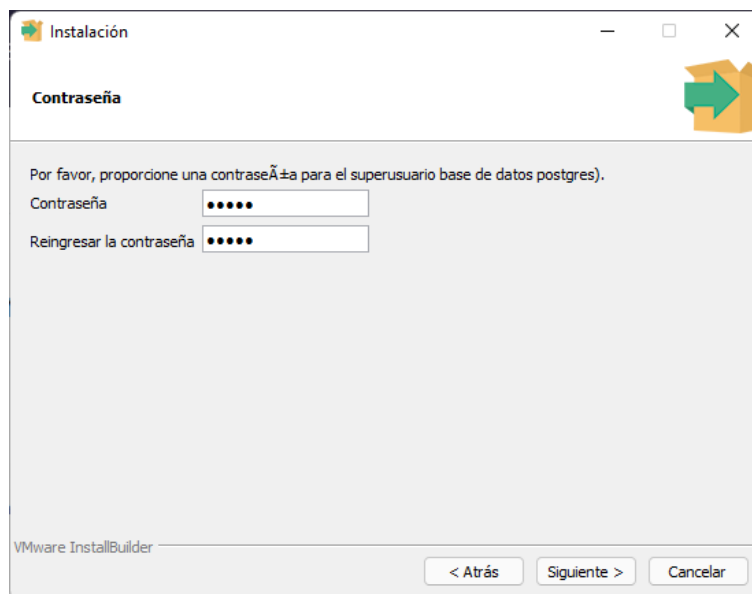 Instalación
Contraseña
Por favor, proporcione una contraseÃ±a para el superusuario base de datos postgres).
Contraseña •••••
Reingresar la contraseña •••••
VMware InstallBuilder
< Atrás Siguiente > Cancelar